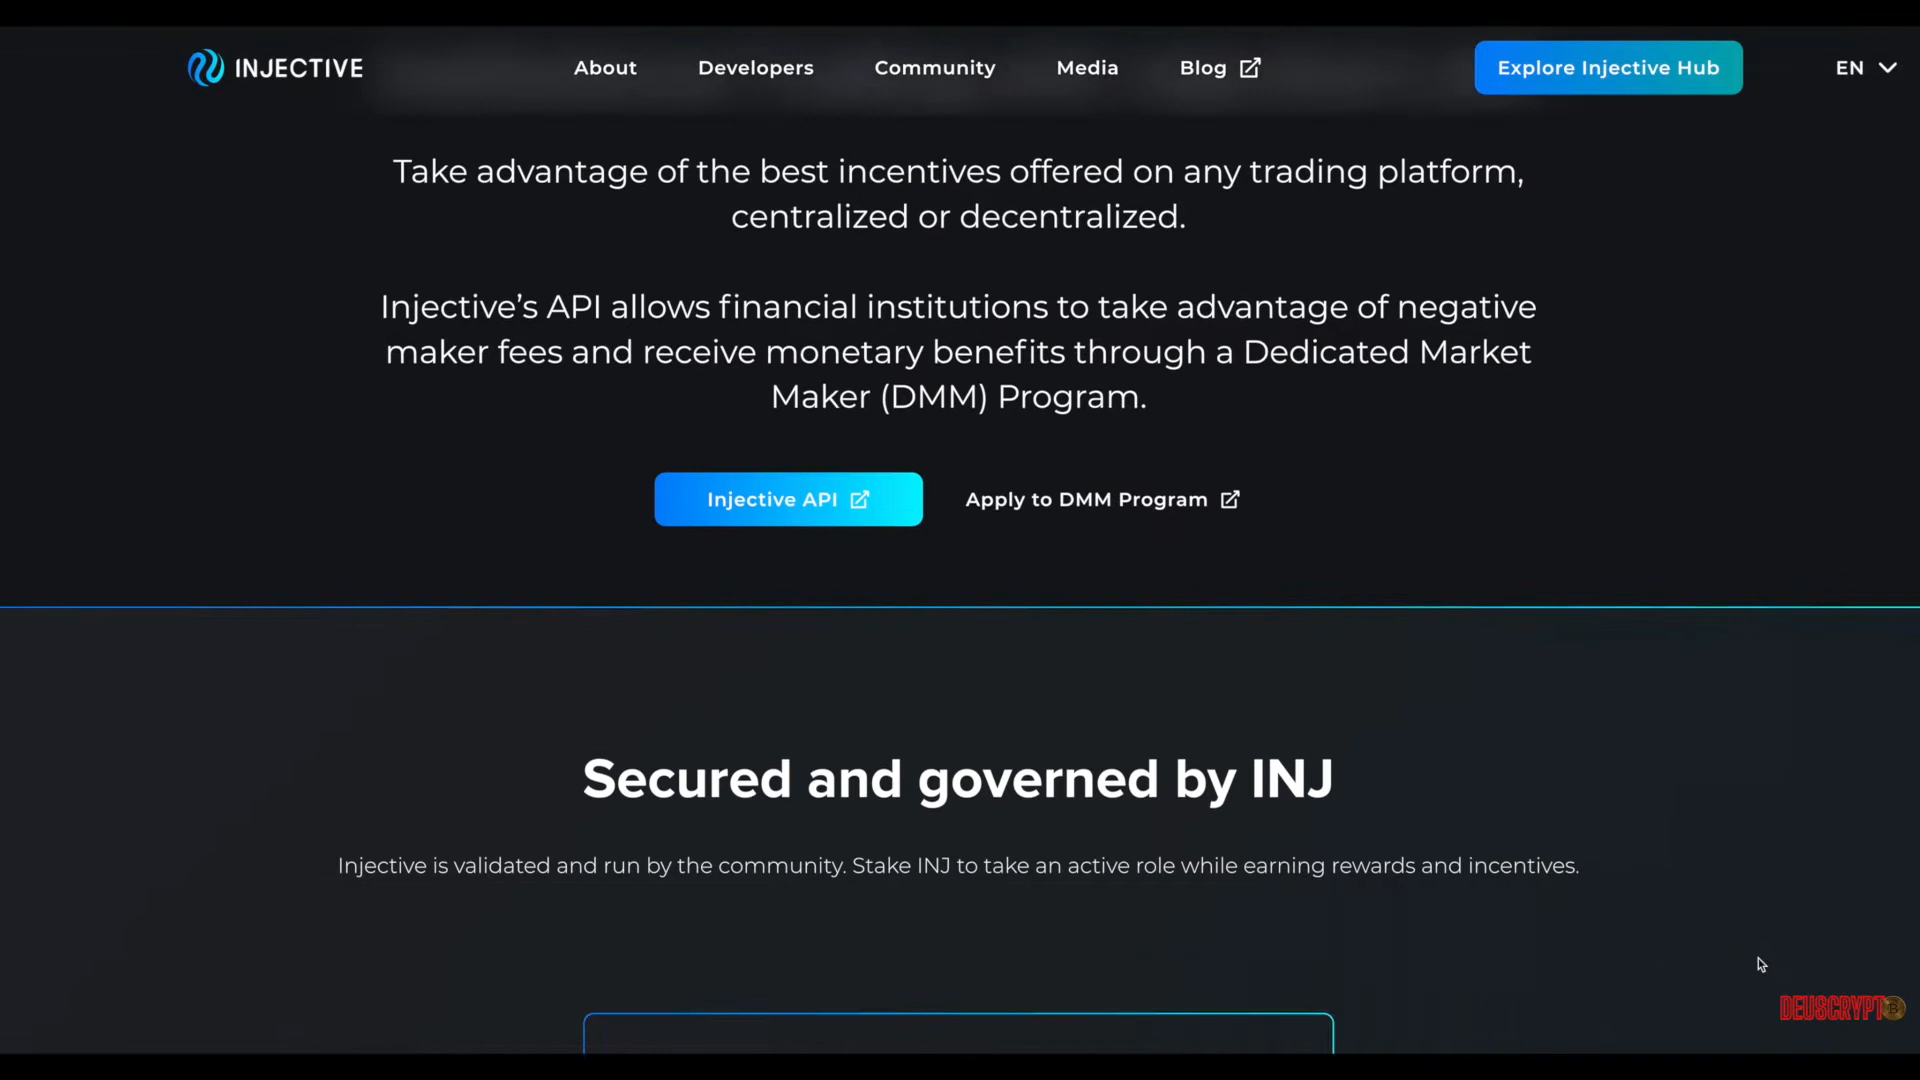 INJECTIVE
About
Developers
Community
Media
Blog
Explore Injective Hub
EN
Take advantage of the best incentives offered on any trading platform,
centralized or decentralized.
Injective’s API allows financial institutions to take advantage of negative
maker fees and receive monetary benefits through a Dedicated Market
Maker (DMM) Program.
Injective API
Apply to DMM Program
Secured and governed by INJ
Injective is validated and run by the community. Stake INJ to take an active role while earning rewards and incentives.
DEUSCRYPT